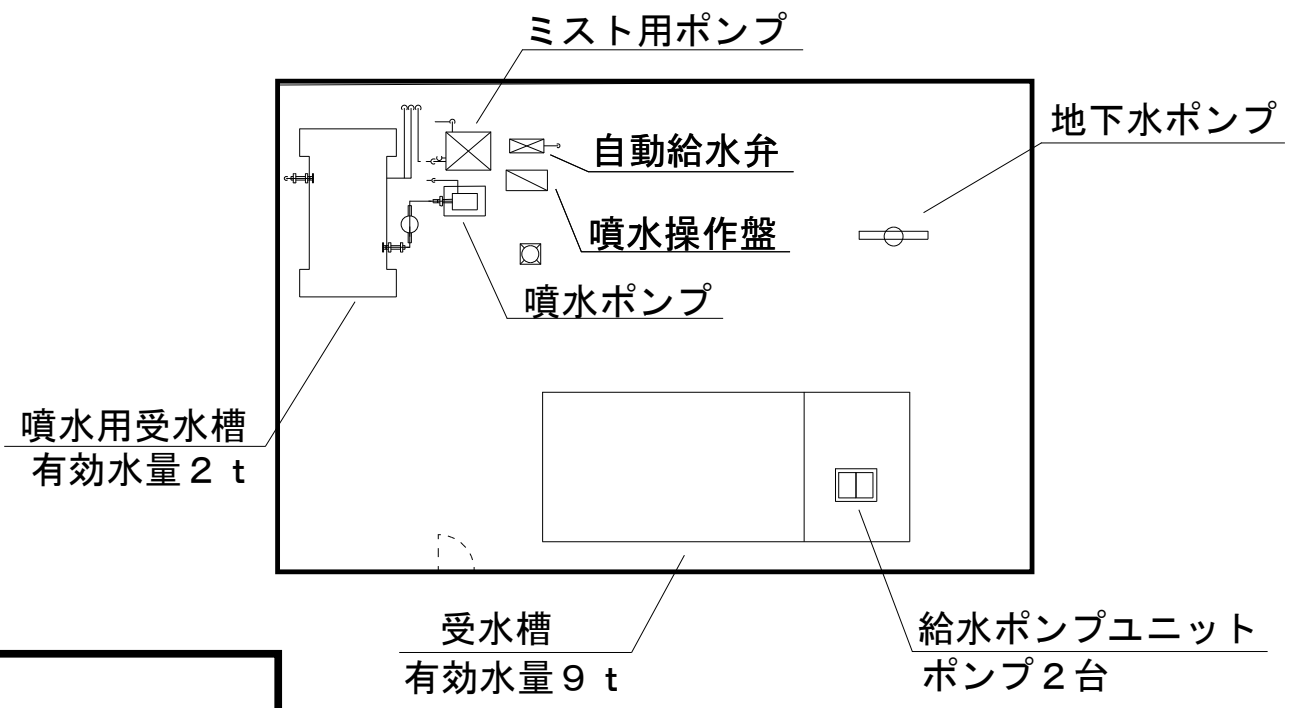 ミスト用ポンプ
地下水ポンプ
自動給水弁
噴水操作盤
噴水ポンプ
噴水用受水槽
有効水量２ｔ
受水槽
有効水量９ｔ
給水ポンプユニット
ポンプ２台